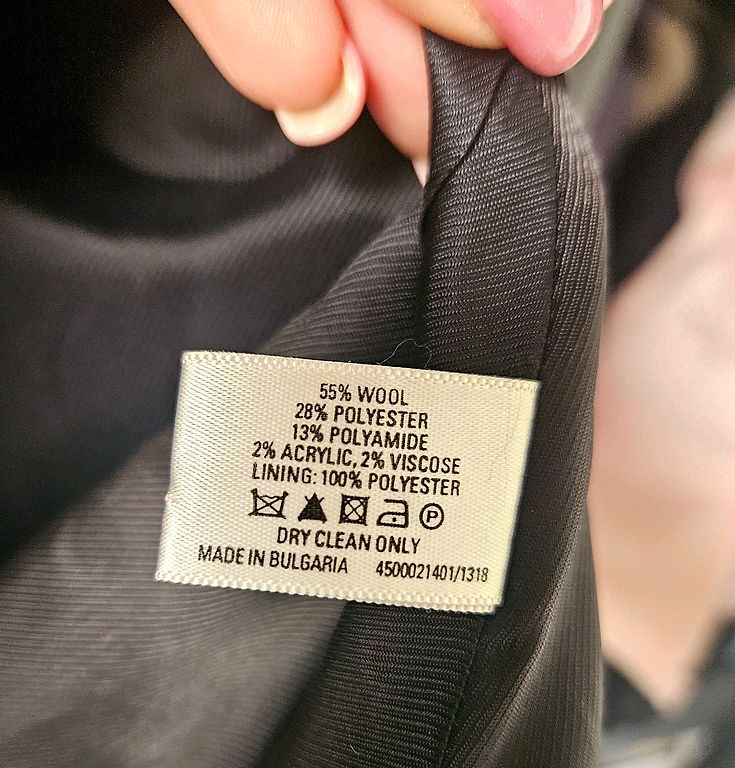 55% WOOL
28% POLYESTER
13% POLYAMIDE
2% ACRYLIC, 2% VISCOSE
LINING: 100% POLYESTER
P
DRY CLEAN ONLY
MADE IN BULGARIA 4500021401/1318